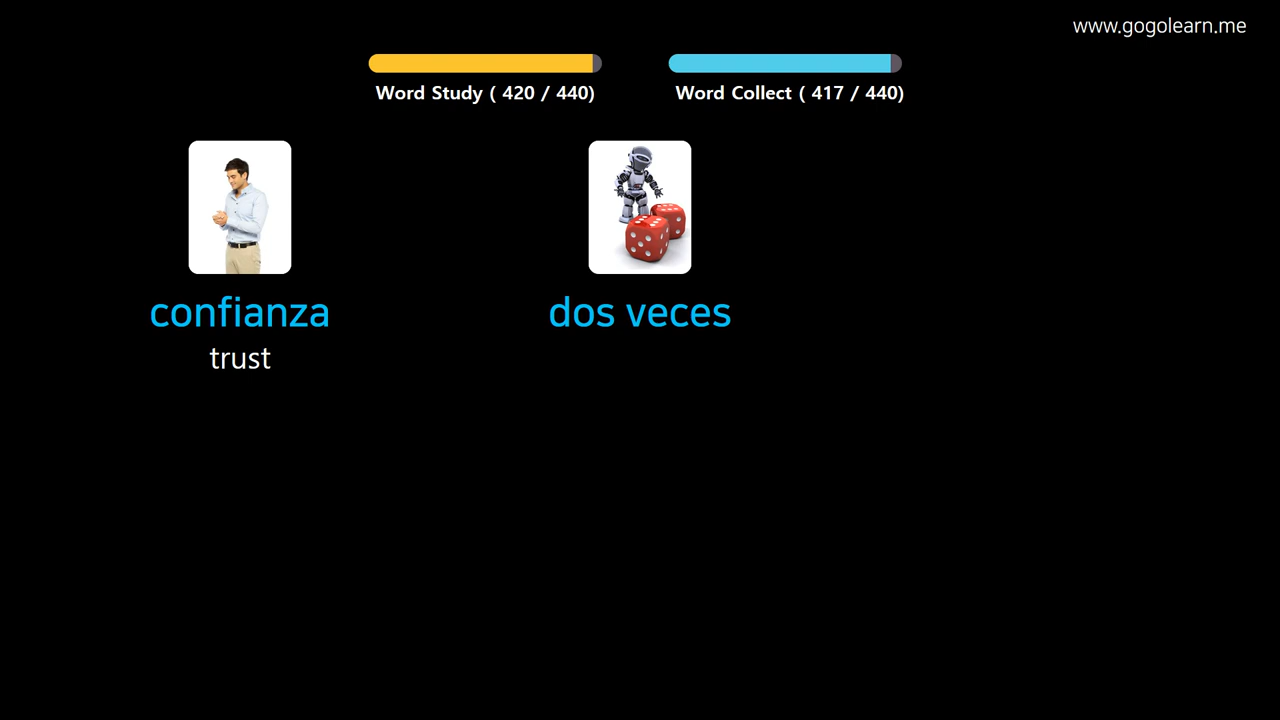 www.gogolearn.me
Word Study ( 420 / 440)
Word Collect ( 417 / 440)
confianza
trust
dos veces